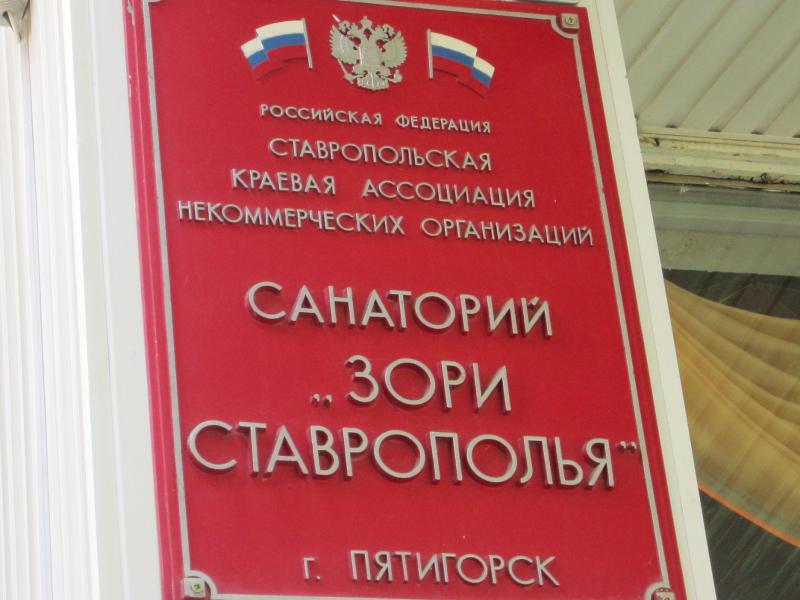 РОССИЙСКАЯ ФЕДЕРАЦИЯ
СТАВРОПОЛЬСКАЯ
КРАЕВАЯ АССОЦИАЦИЯ
НЕКОММЕРЧЕСКИХ ОРГАНИЗАЦИЙ
САНАТОРИЙ
„ЗОРИ
СТАВРОПОЛЬЯ”
г. ПЯТИГОРСК